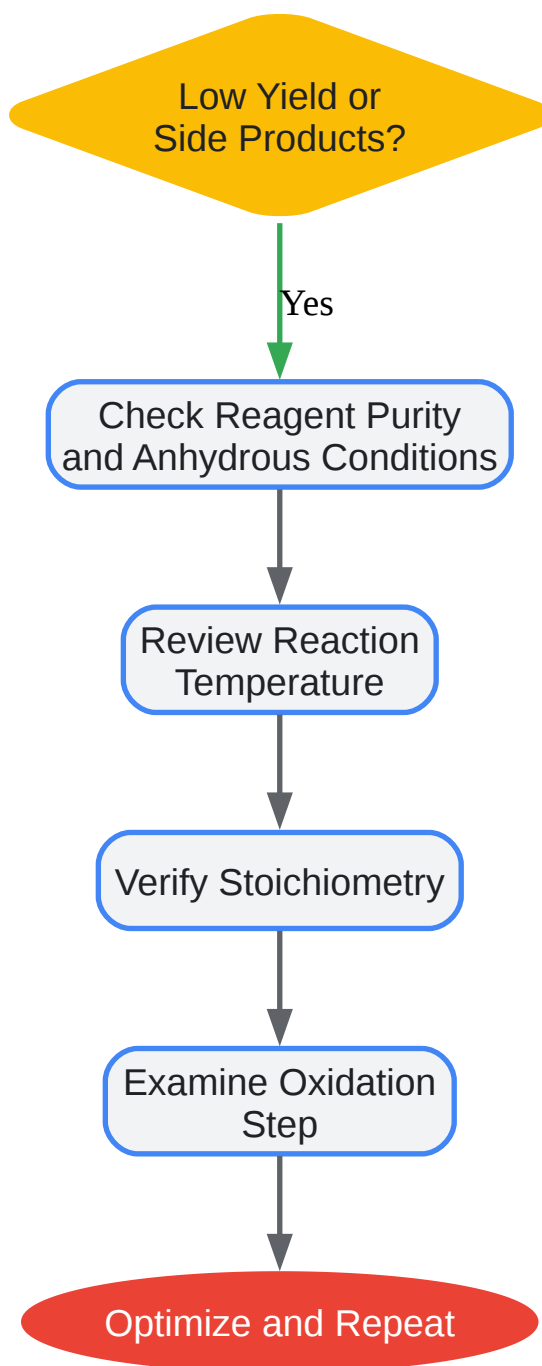 Low Yield or
Side Products?
Yes
Check Reagent Purity
and Anhydrous Conditions
Review Reaction
Temperature
Verify Stoichiometry
Examine Oxidation
Step
Optimize and Repeat